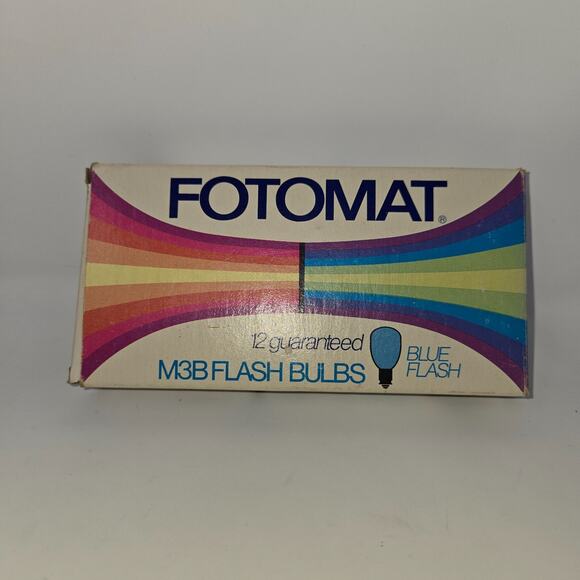 FOTOMAT®
12 guaranteed
M3B FLASH BULBS
BLUE
FLASH